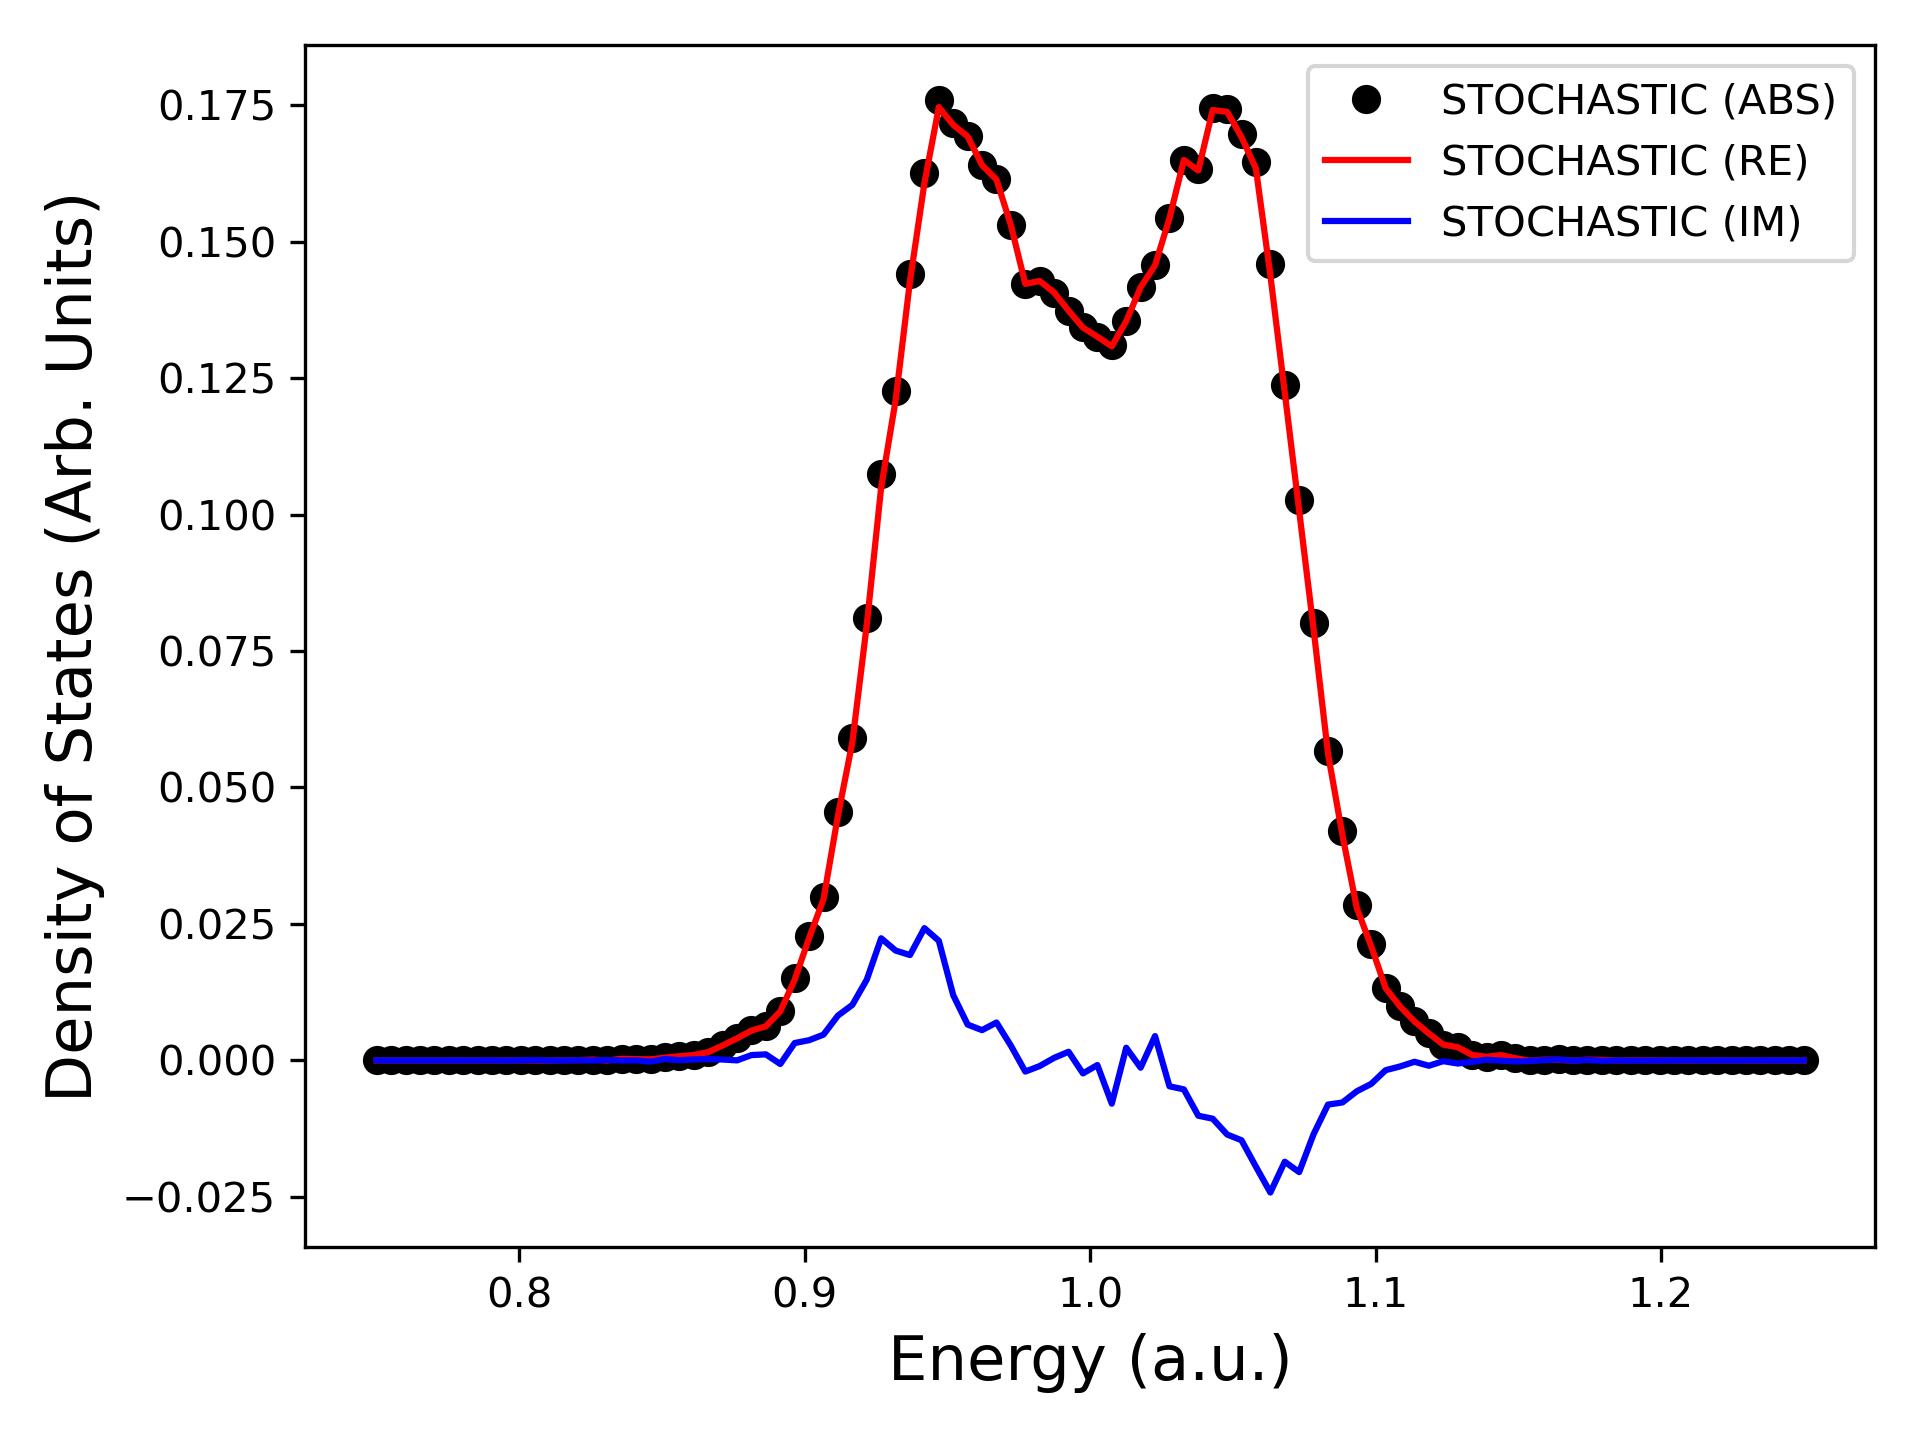 Density of States (Arb. Units)
0.175
0.150
0.125
0.100
0.075
0.050
0.025
0.000
−0.025
STOCHASTIC (ABS)
STOCHASTIC (RE)
STOCHASTIC (IM)
0.8 0.9 1.0 1.1 1.2
Energy (a.u.)